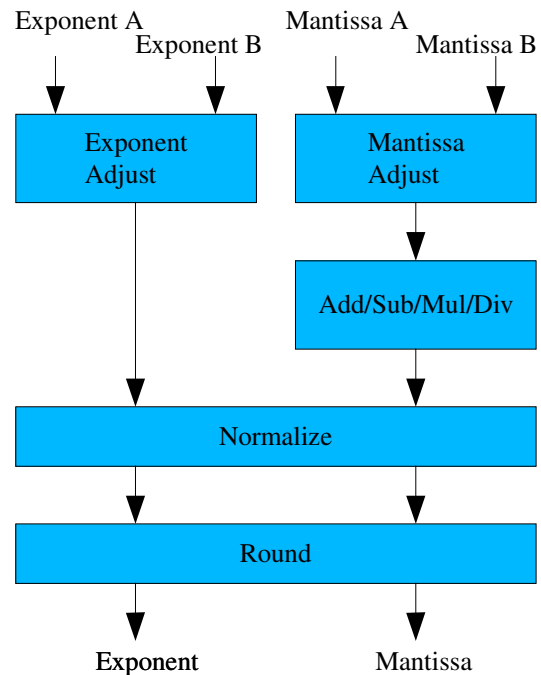 Exponent A
Mantissa A
Exponent B
Mantissa B
Exponent
Adjust
Mantissa
Adjust
Add/Sub/Mul/Div
Normalize
Round
Exponent
Mantissa